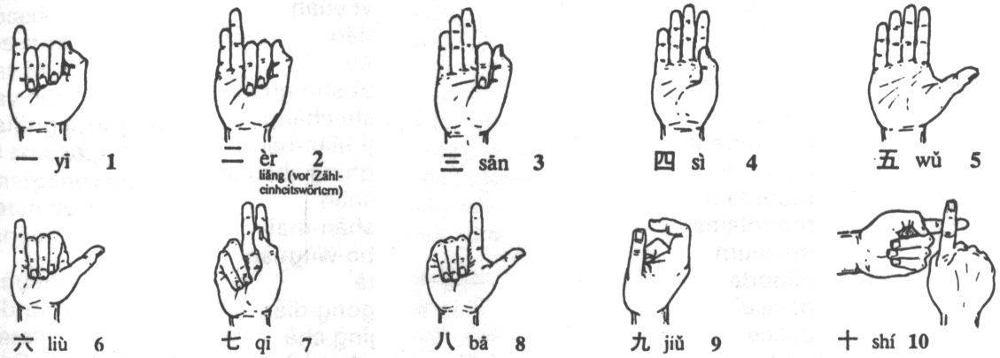 一 yī 1
二 èr 2
liǎng (vor Zähl-
einheitswörtern)
三 sān 3
四 sì 4
五 wǔ 5
六 liù 6
七 qī 7
八 bā 8
九 jiǔ 9
十 shí 10